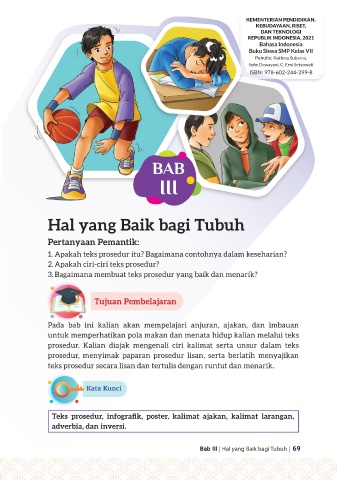 KEMENTERIAN PENDIDIKAN,
KEBUDAYAAN, RISET,
DAN TEKNOLOGI
REPUBLIK INDONESIA, 2021
Bahasa Indonesia
Buku Siswa SMP Kelas VII
Penulis: Rakhma Subarna,
Sofie Dewayani, C. Erni Setyowati
ISBN: 978-602-244-299-8
BAB
III
Hal yang Baik bagi Tubuh
Pertanyaan Pemantik:
1. Apakah teks prosedur itu? Bagaimana contohnya dalam keseharian?
2. Apakah ciri-ciri teks prosedur?
3. Bagaimana membuat teks prosedur yang baik dan menarik?
Tujuan Pembelajaran
Pada bab ini kalian akan mempelajari anjuran, ajakan, dan imbauan
untuk memperhatikan pola makan dan menata hidup kalian melalui teks
prosedur. Kalian diajak mengenali ciri kalimat serta unsur dalam teks
prosedur, menyimak paparan prosedur lisan, serta berlatih menyajikan
teks prosedur secara lisan dan tertulis dengan runtut dan menarik.
Kata Kunci
Teks prosedur, infografik, poster, kalimat ajakan, kalimat larangan,
adverbia, dan inversi.
Bab III | Hal yang Baik bagi Tubuh | 69